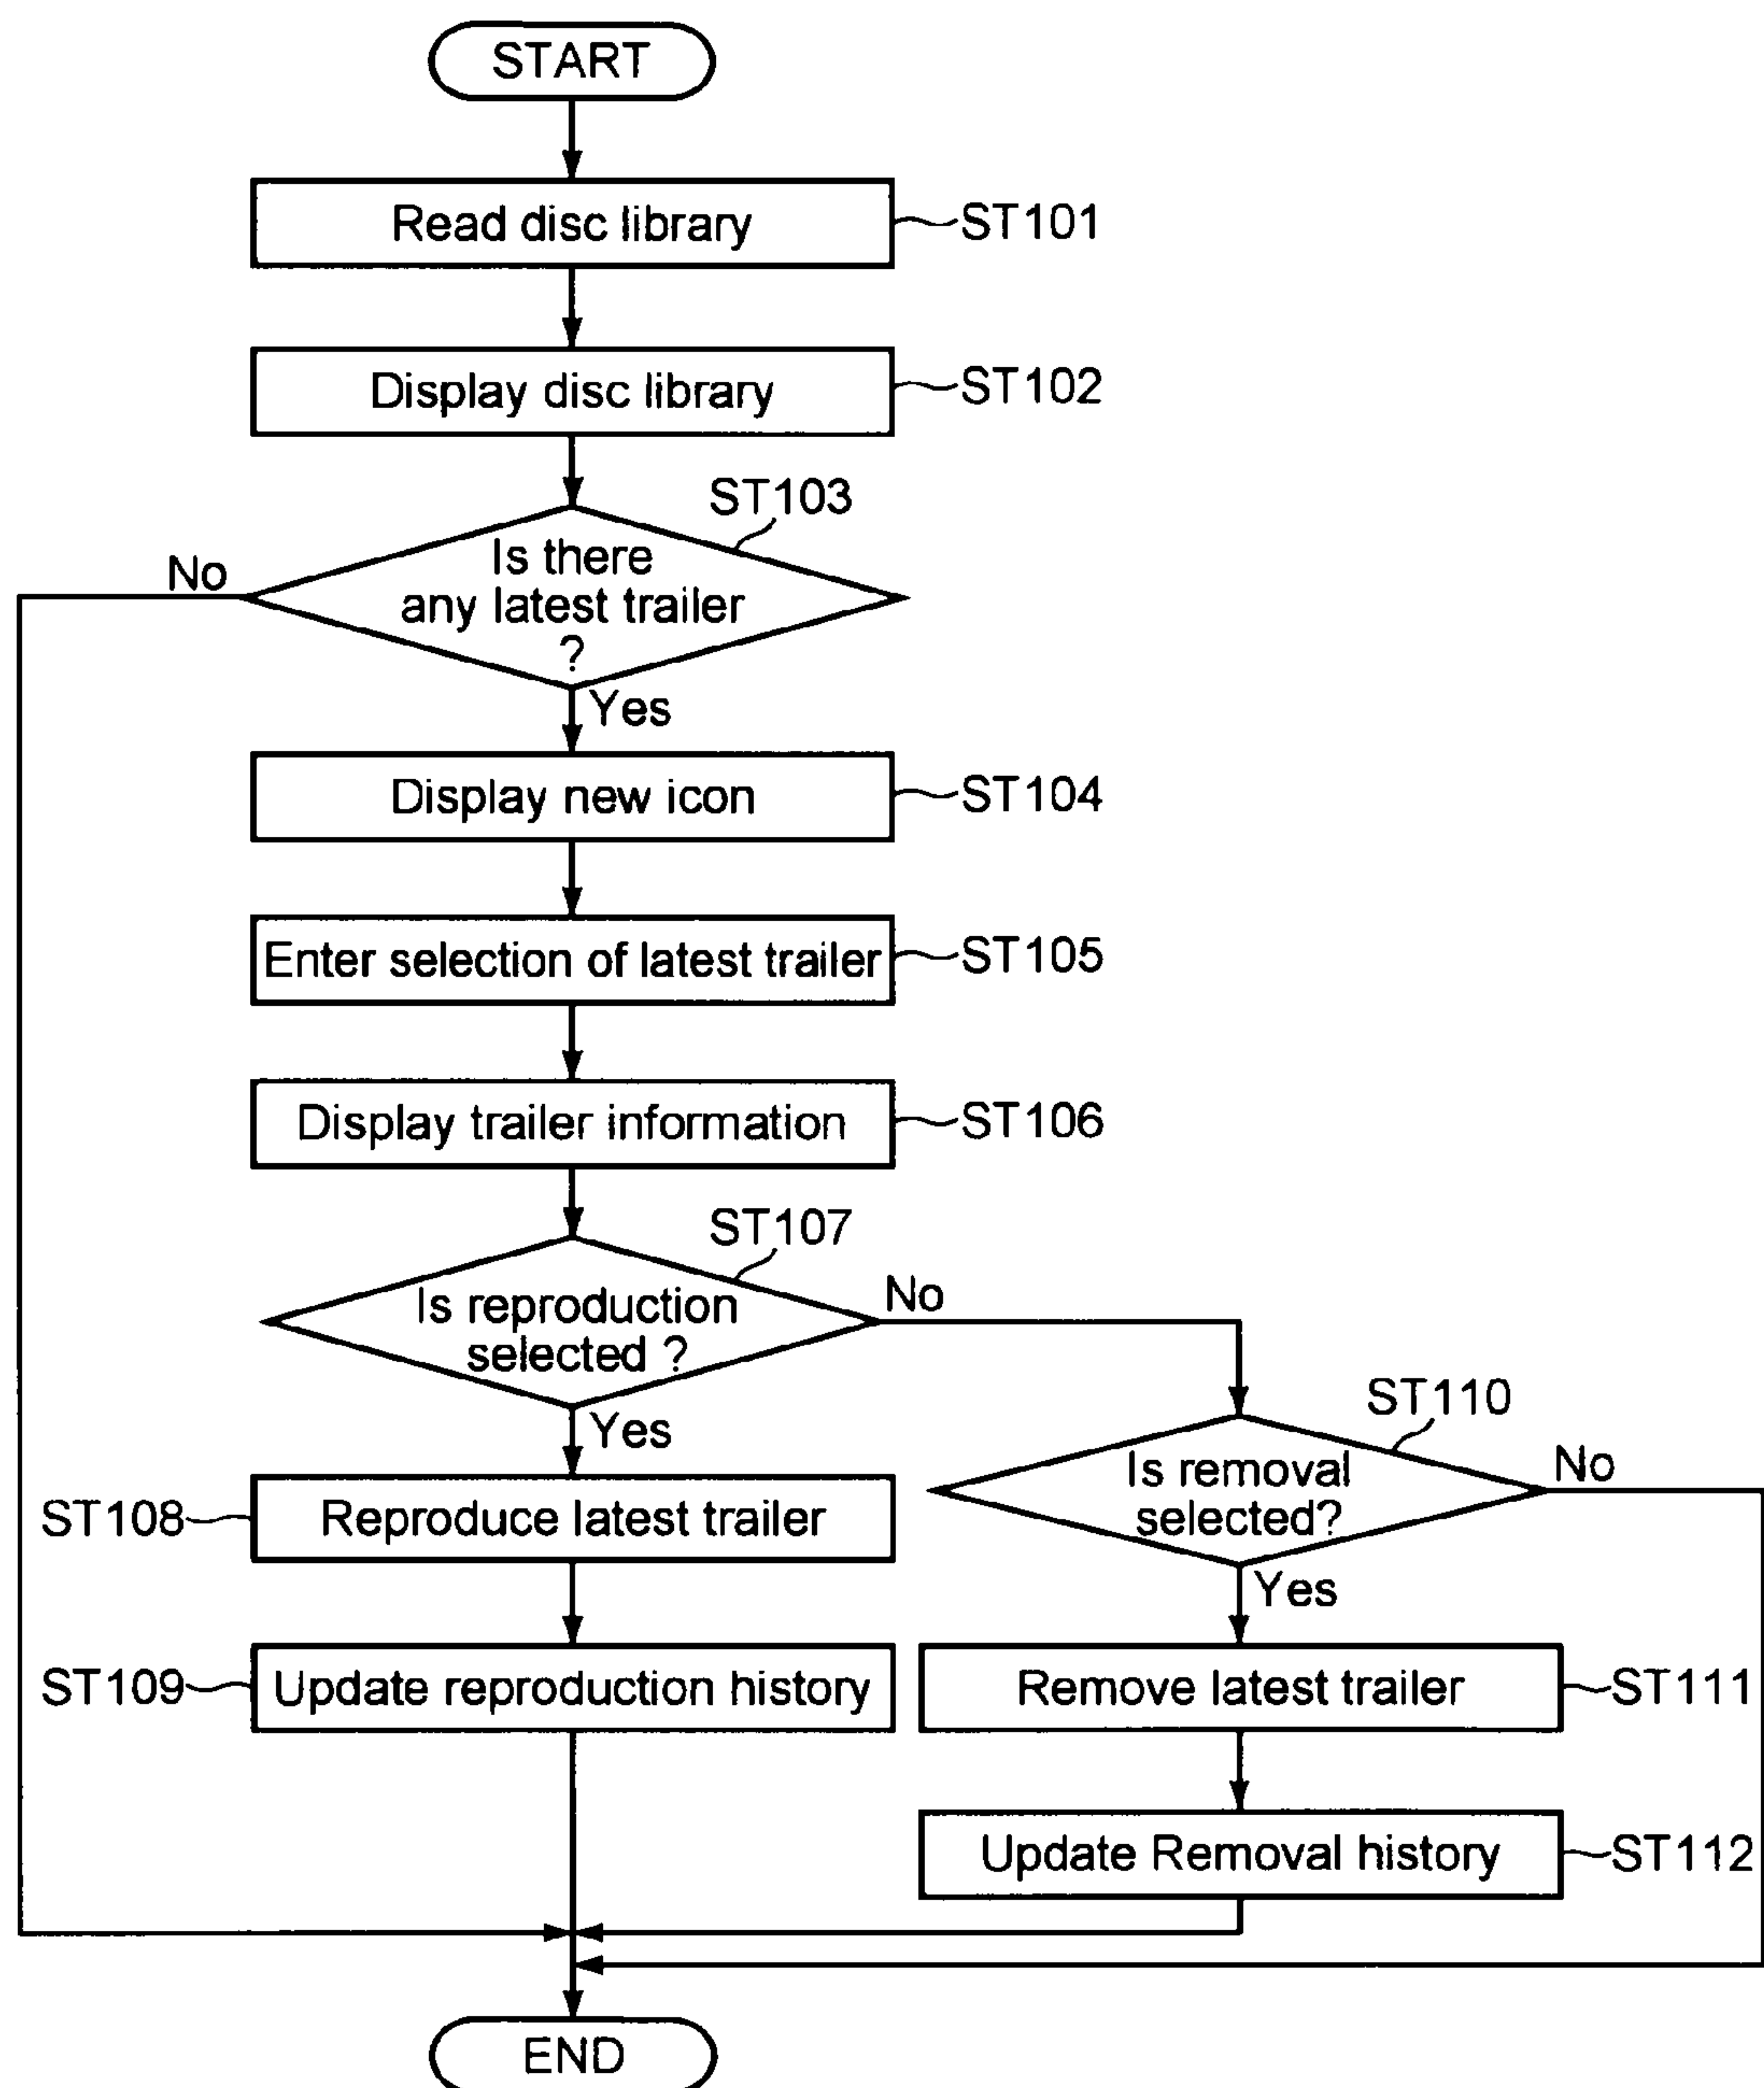 START
Read disc library
ST101
Display disc library
ST102
ST103
No
Is there
any latest trailer
?
Yes
Display new icon
ST104
Enter selection of latest trailer
ST105
Display trailer information
ST106
ST107
Is reproduction
selected ?
No
Yes
ST110
Is removal
selected?
No
Yes
ST108
Reproduce latest trailer
ST109
Update reproduction history
Remove latest trailer
ST111
Update Removal history
ST112
END